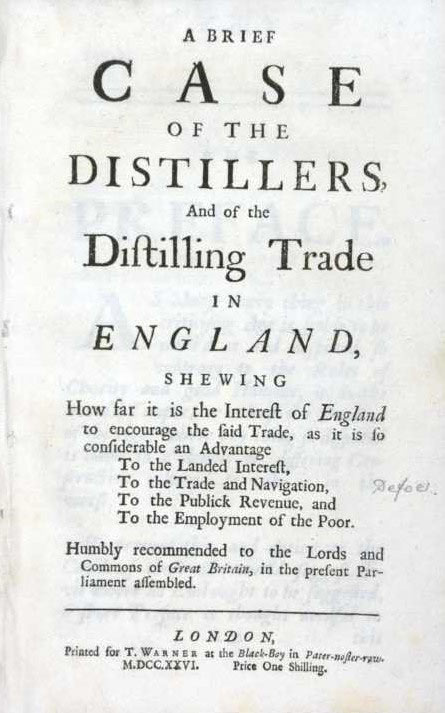 A BRIEF
CASE
OF THE
DISTILLERS,
And of the
Diſtilling Trade
IN
ENGLAND,
SHEWING
How far it is the Intereſt of England
to encourage the ſaid Trade, as it is ſo
conſiderable an Advantage
To the Landed Intereſt,
To the Trade and Navigation,
To the Publick Revenue, and
To the Employment of the Poor.
Defoe.
Humbly recommended to the Lords and
Commons of Great Britain, in the preſent Par-
liament aſſembled.
LONDON,
Printed for T. WARNER at the Black-Boy in Pater-noſter-row.
M.DCC.XXVI. Price One Shilling.